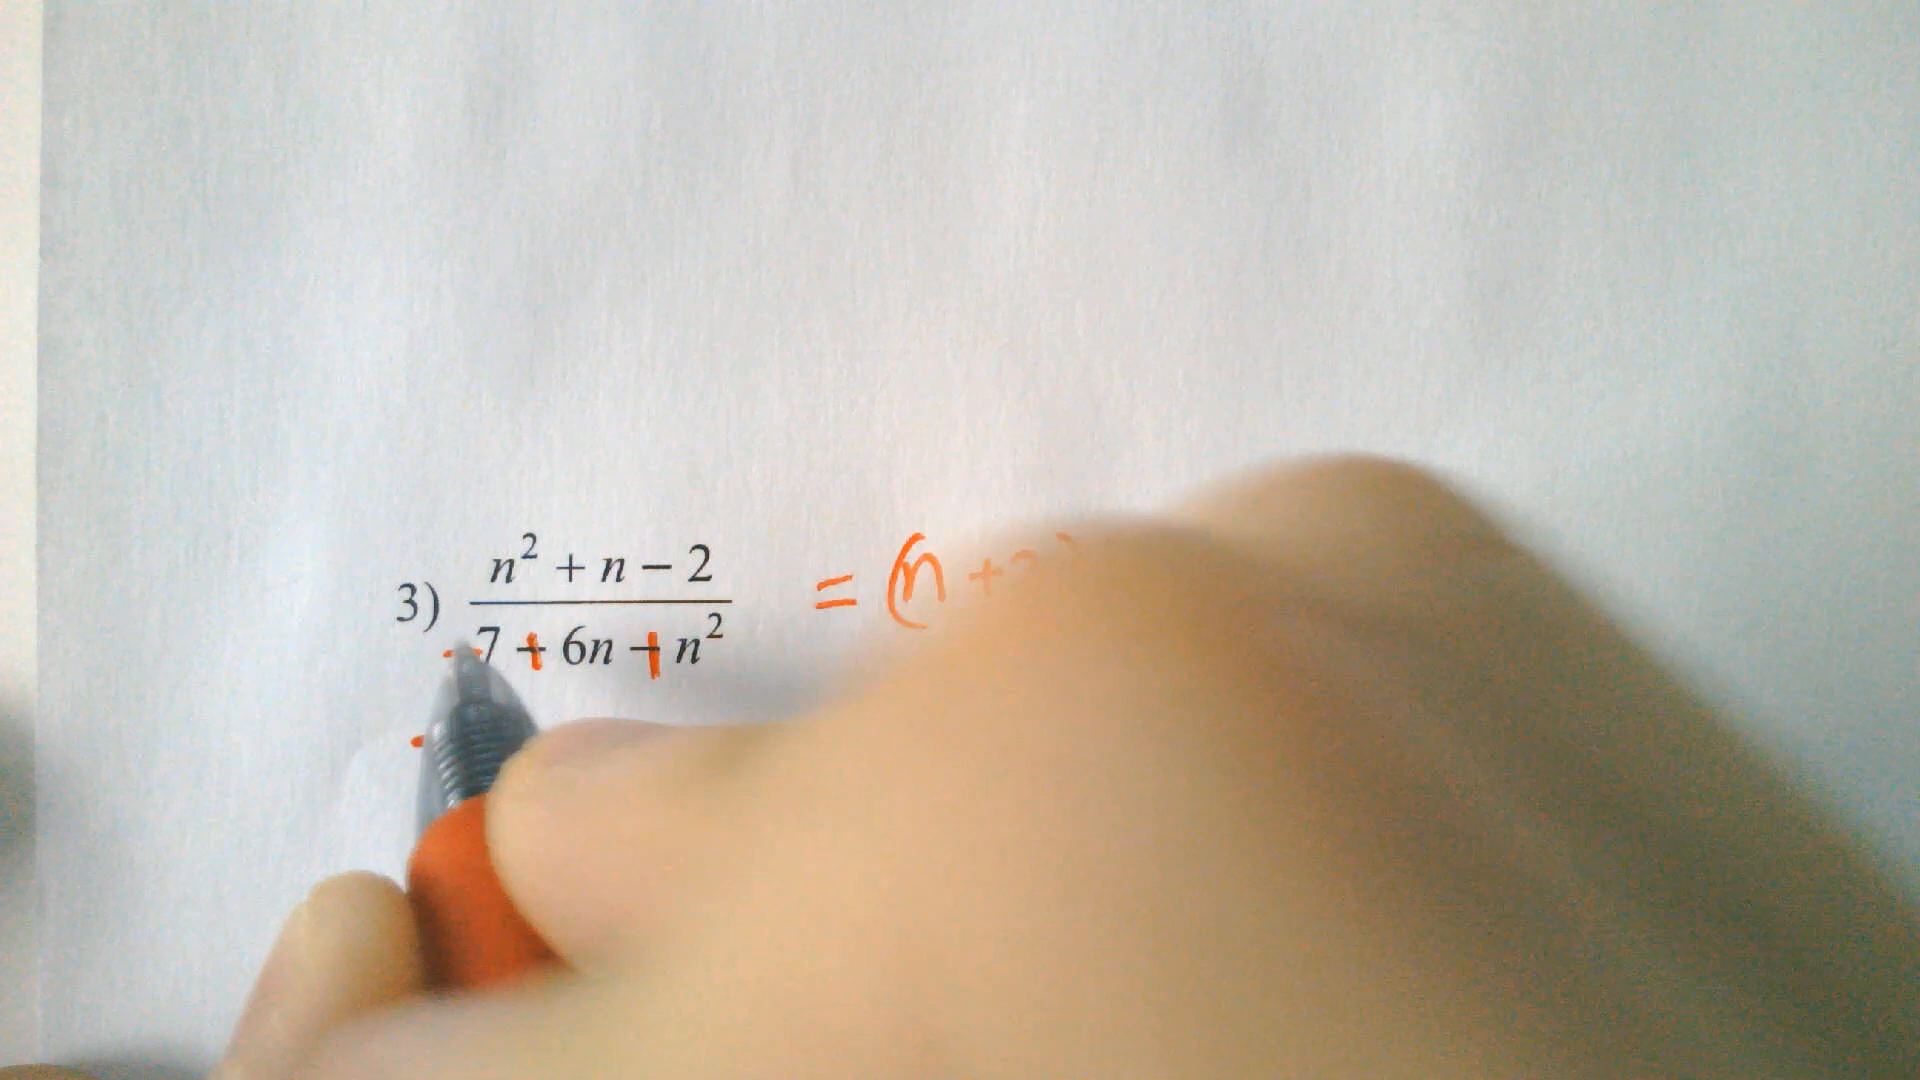 3) n² + n − 2 = (n +
-7 + 6n + n²